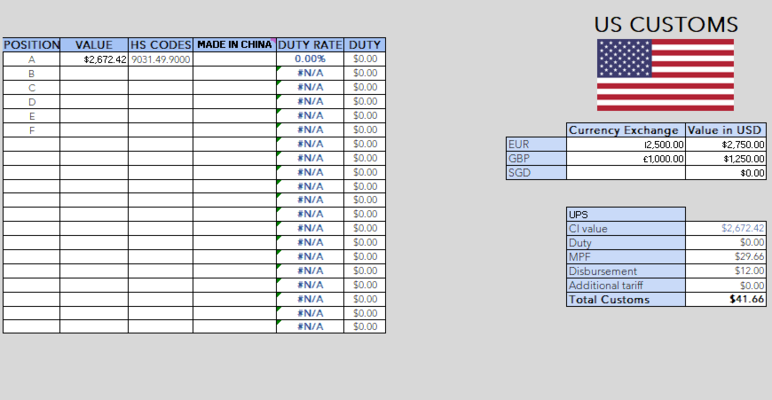 US CUSTOMS
POSITION VALUE HS CODES MADE IN CHINA DUTY RATE DUTY
A $2,672.42 9031.49.9000 0.00% $0.00
B #N/A $0.00
C #N/A $0.00
D #N/A $0.00
E #N/A $0.00
F #N/A $0.00
#N/A $0.00
#N/A $0.00
#N/A $0.00
#N/A $0.00
#N/A $0.00
#N/A $0.00
#N/A $0.00
#N/A $0.00
#N/A $0.00
#N/A $0.00
#N/A $0.00
#N/A $0.00
#N/A $0.00
#N/A $0.00
Currency Exchange Value in USD
EUR 2,500.00 $2,750.00
GBP £1,000.00 $1,250.00
SGD $0.00
UPS
CI value $2,672.42
Duty $0.00
MPF $29.66
Disbursement $12.00
Additional tariff $0.00
Total Customs $41.66